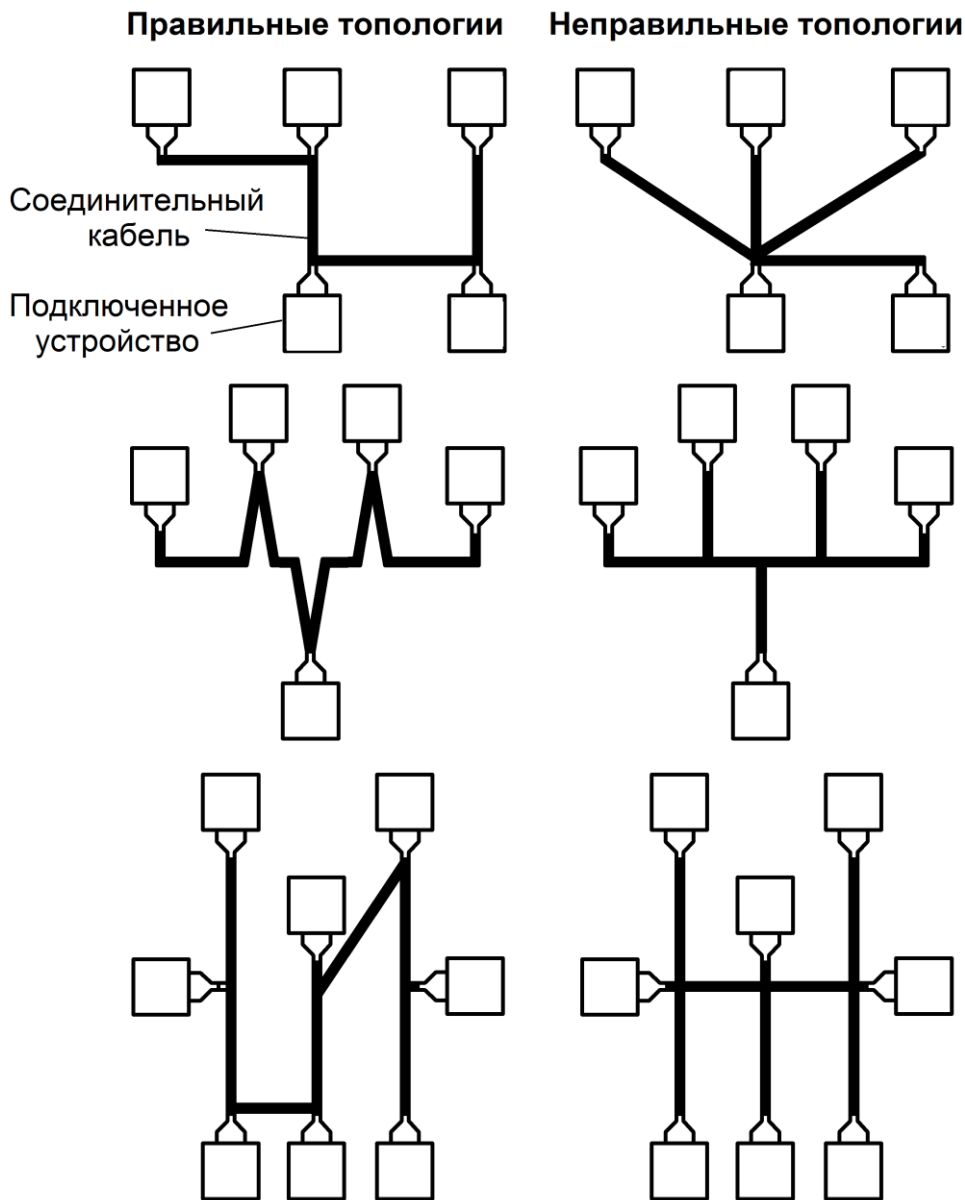 Правильные топологии
Неправильные топологии
Соединительный
кабель
Подключенное
устройство